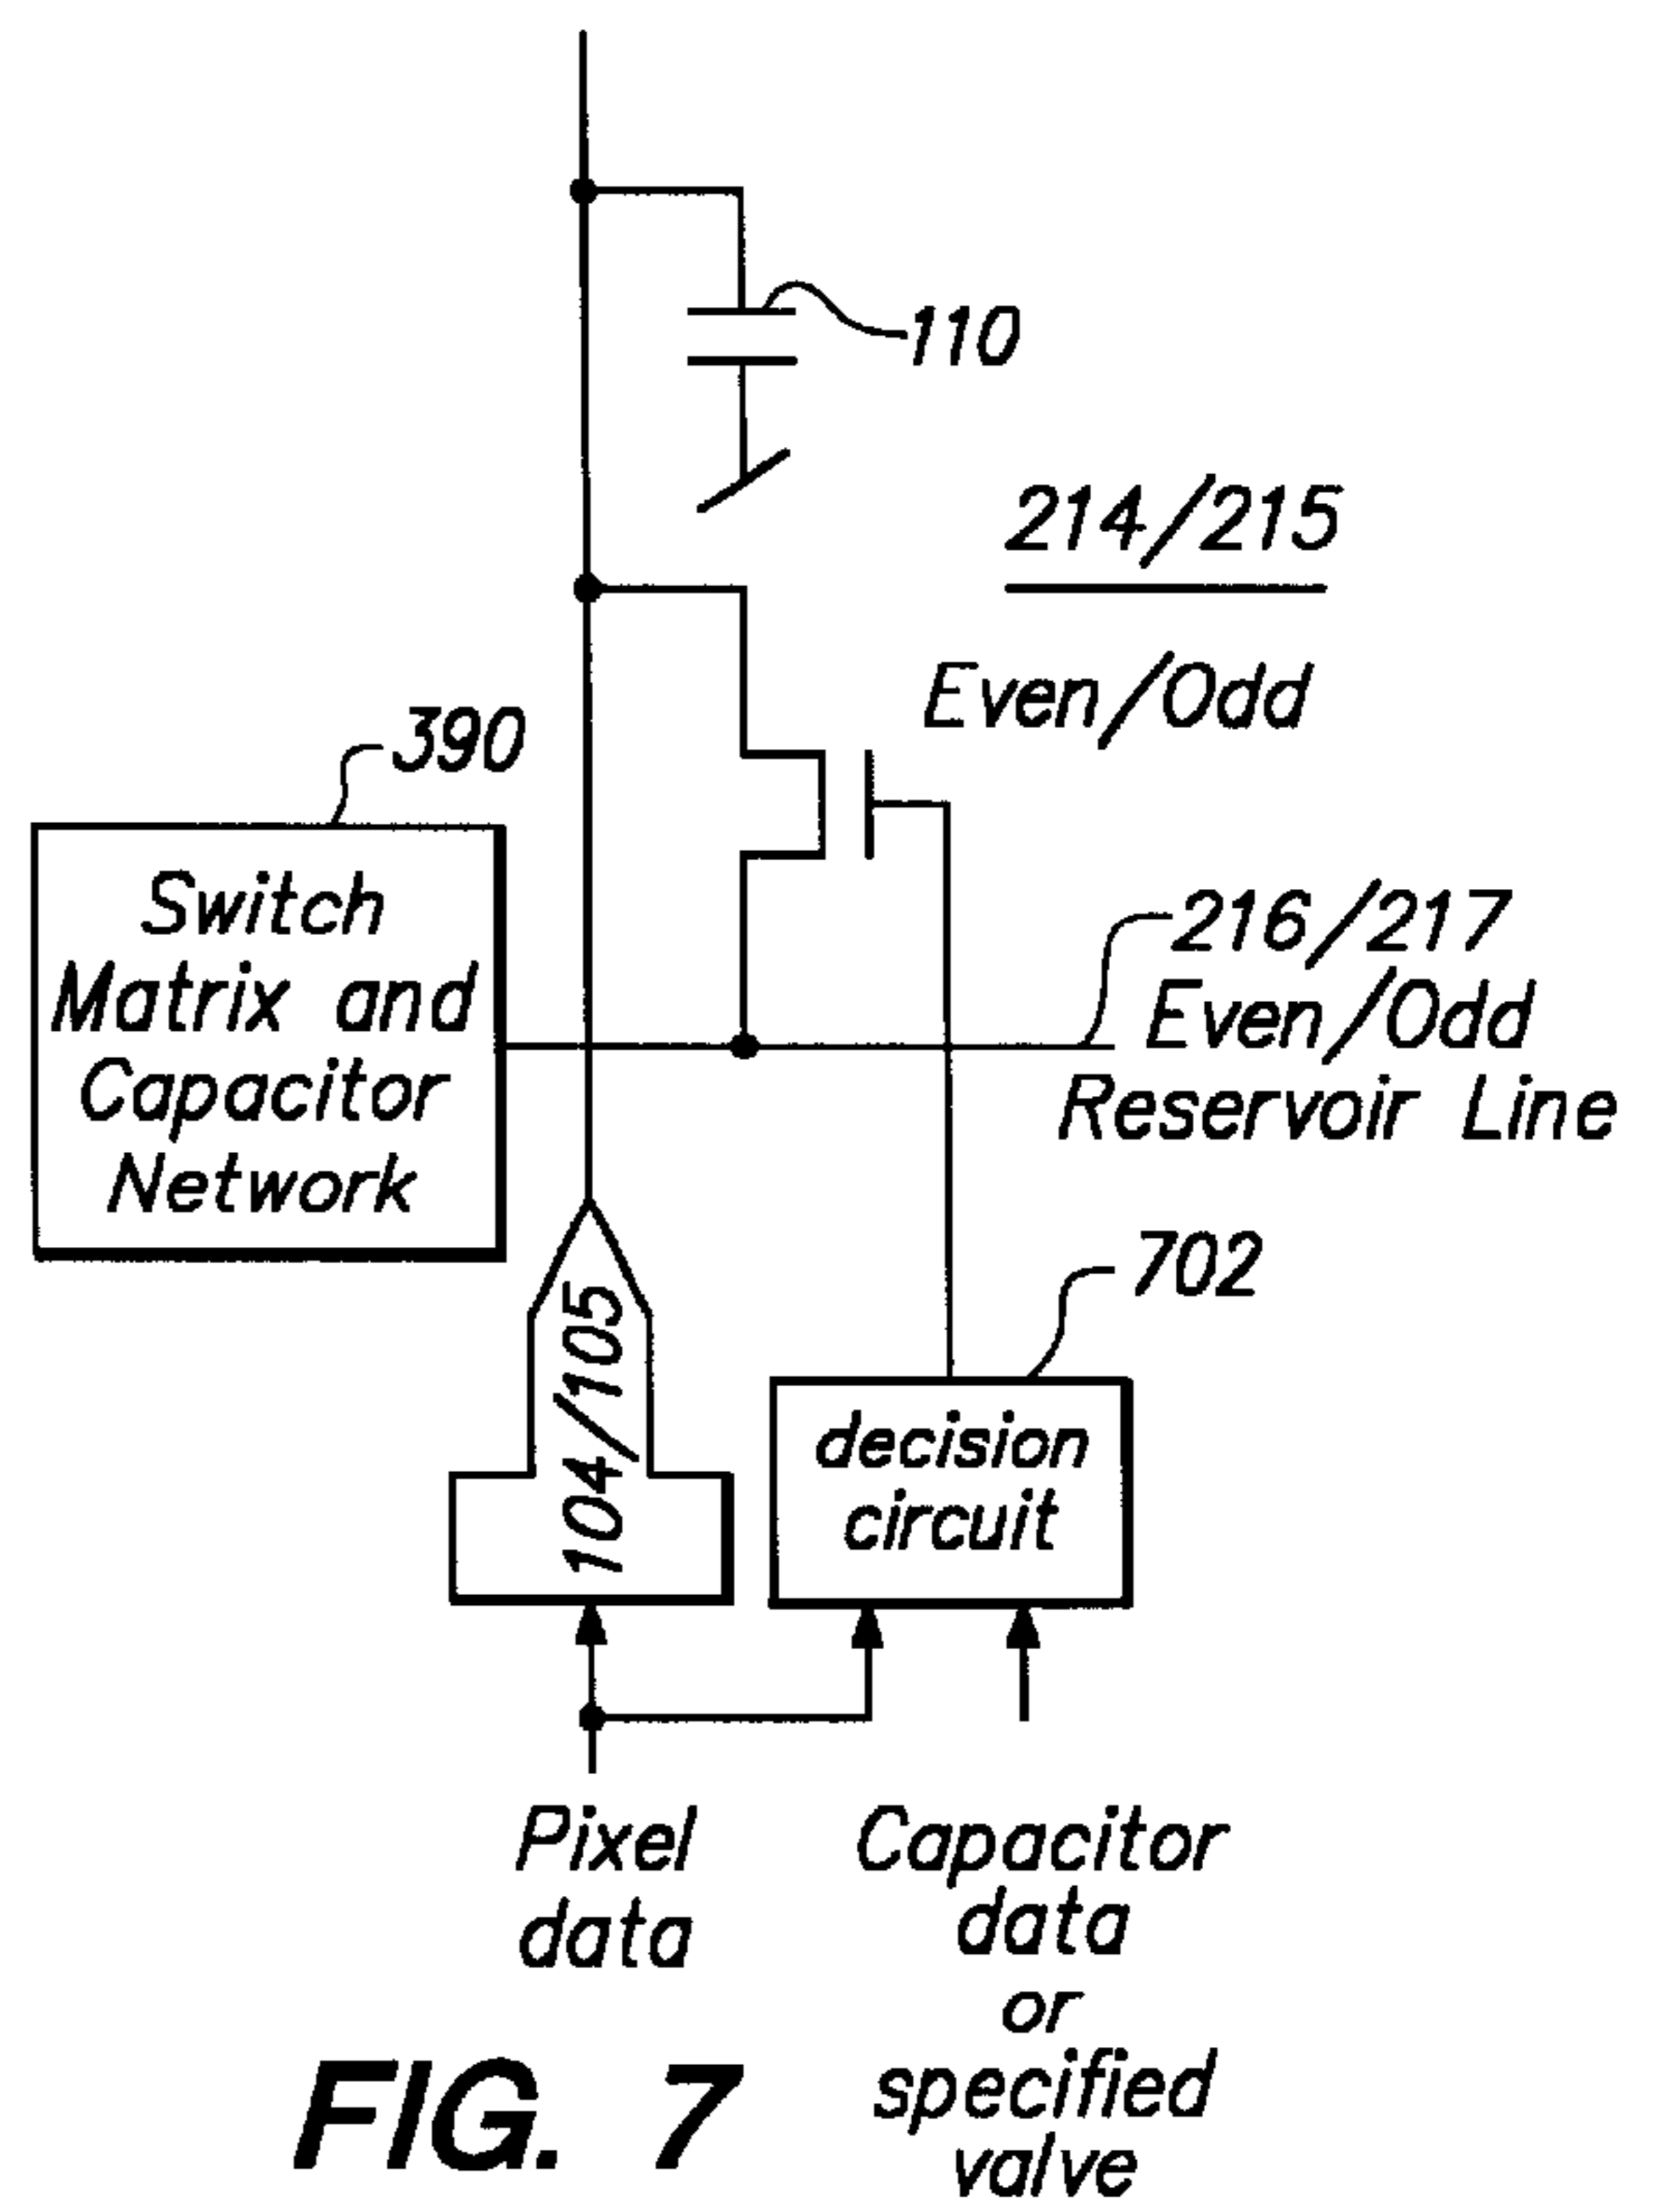 110
214/215
Even/Odd
390
Switch
Matrix and
Capacitor
Network
216/217
Even/Odd
Reservoir Line
702
104/105
decision
circuit
Pixel
data
Capacitor
data
or
specified
valve
FIG. 7